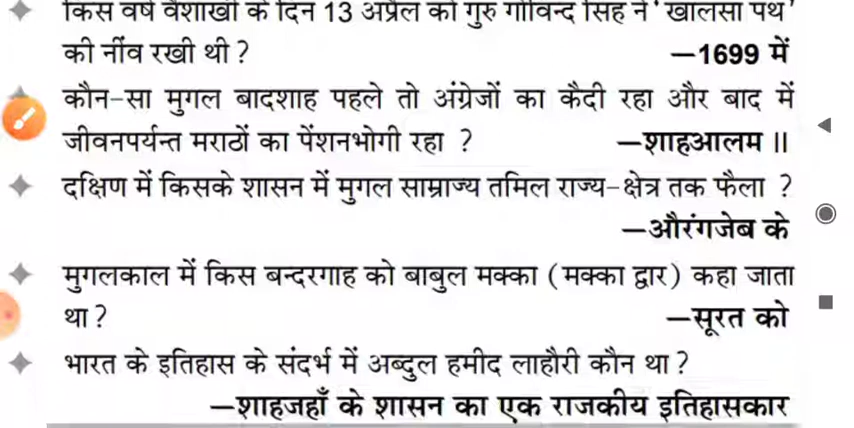 किस वर्ष वैशाखी के दिन 13 अप्रैल को गुरु गोविन्द सिंह ने 'खालसा पंथ'
की नींव रखी थी ? —1699 में
कौन-सा मुगल बादशाह पहले तो अंग्रेजों का कैदी रहा और बाद में
जीवनपर्यन्त मराठों का पेंशनभोगी रहा ? —शाहआलम II
दक्षिण में किसके शासन में मुगल साम्राज्य तमिल राज्य-क्षेत्र तक फैला ?
—औरंगजेब के
मुगलकाल में किस बन्दरगाह को बाबुल मक्का (मक्का द्वार) कहा जाता
था ? —सूरत को
भारत के इतिहास के संदर्भ में अब्दुल हमीद लाहौरी कौन था ?
—शाहजहाँ के शासन का एक राजकीय इतिहासकार